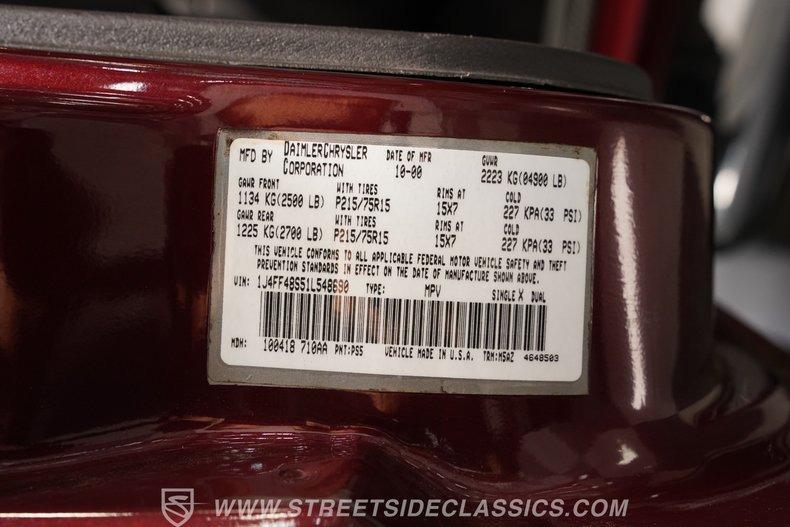 MFD BY DAIMLERCHRYSLER CORPORATION DATE OF MFR 10-00 GVWR 2223 KG(04900 LB)
GAWR FRONT WITH TIRES RIMS AT COLD
1134 KG(2500 LB) P215/75R15 15X7 227 KPA(33 PSI)
GAWR REAR WITH TIRES RIMS AT COLD
1225 KG(2700 LB) P215/75R15 15X7 227 KPA(33 PSI)
THIS VEHICLE CONFORMS TO ALL APPLICABLE FEDERAL MOTOR VEHICLE SAFETY AND THEFT
PREVENTION STANDARDS IN EFFECT ON THE DATE OF MANUFACTURE SHOWN ABOVE.
VIN: 1J4FF48S51L548690 TYPE: MPV SINGLE X DUAL
MDH: 100418 710AA PNT:PS5 VEHICLE MADE IN U.S.A. TRM:M5AZ 4648503
WWW.STREETSIDECLASSICS.COM